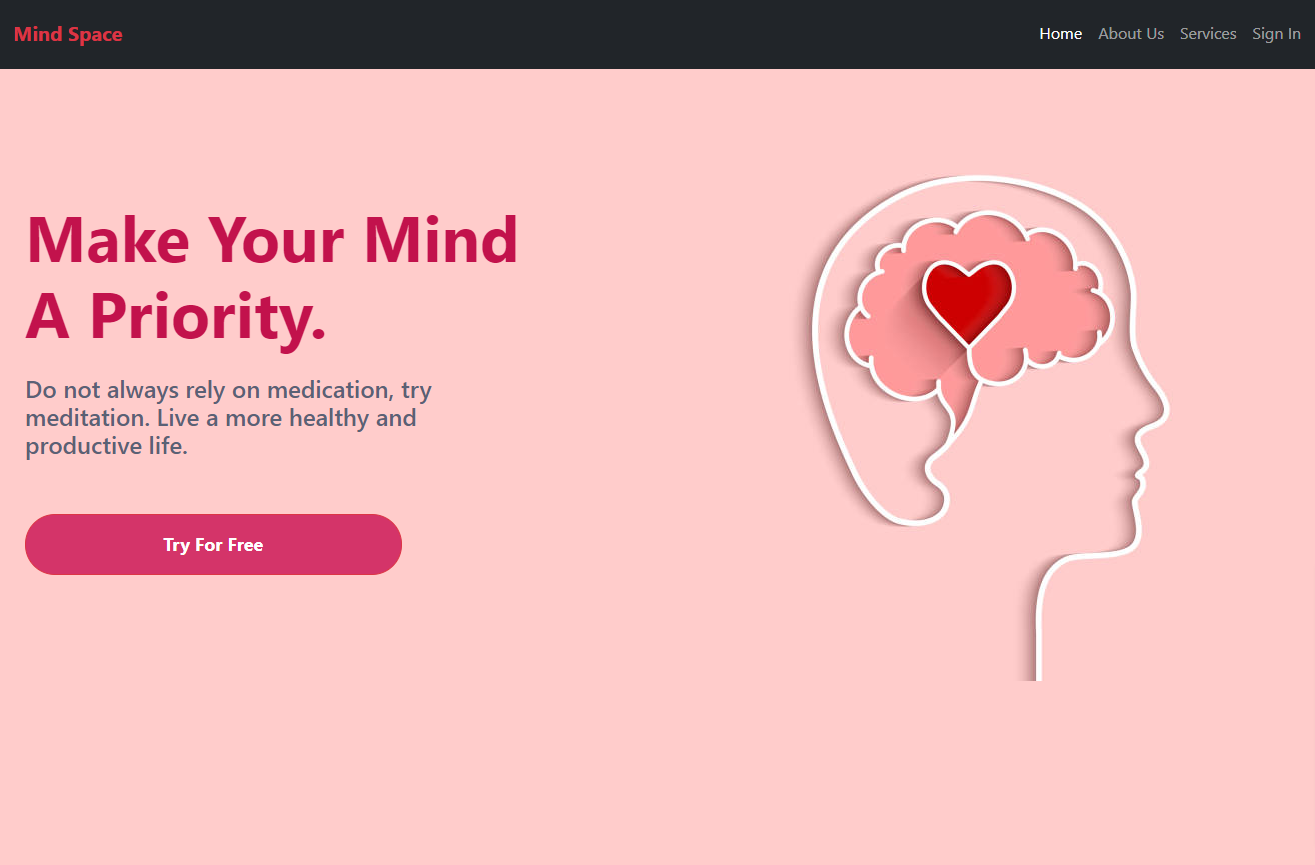 Mind Space
Home About Us Services Sign In
Make Your Mind
A Priority.
Do not always rely on medication, try
meditation. Live a more healthy and
productive life.
Try For Free